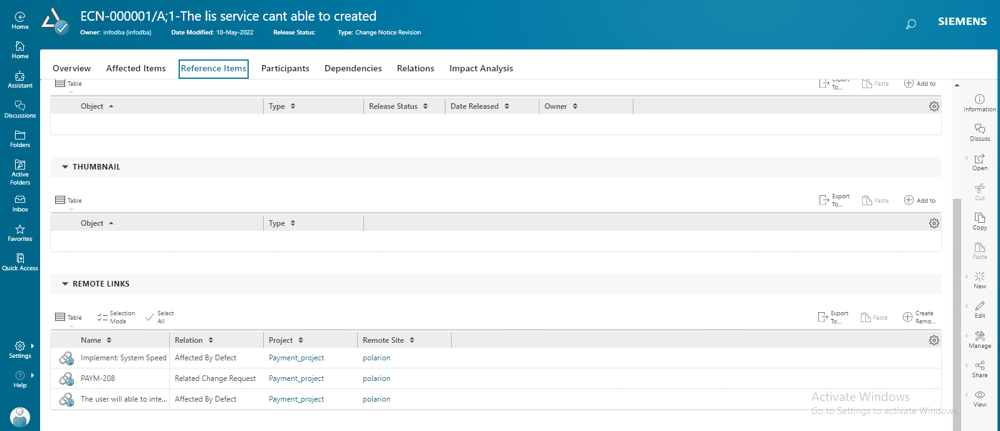 ECN-000001/A;1-The lis service cant able to created
Owner: infodba (infodba) Date Modified: 10-May-2022 Release Status: Type: Change Notice Revision
SIEMENS
Home
Home
Assistant
Discussions
Folders
Active
Folders
Inbox
Favorites
Quick Access
Settings
Help
Overview Affected Items Reference Items Participants Dependencies Relations Impact Analysis
Table Export To... Paste Add to
Object Type Release Status Date Released Owner
THUMBNAIL
Table Export To... Paste Add to
Object Type
REMOTE LINKS
Table Selection Mode Select All Export To... Paste Create Remo...
Name Relation Project Remote Site
Implement: System Speed Affected By Defect Payment_project polarion
PAYM-208 Related Change Request Payment_project polarion
The user will able to inte... Affected By Defect Payment_project polarion
Information
Discuss
Open
Cut
Copy
Paste
New
Edit
Manage
Share
View
Activate Windows
Go to Settings to activate Windows.